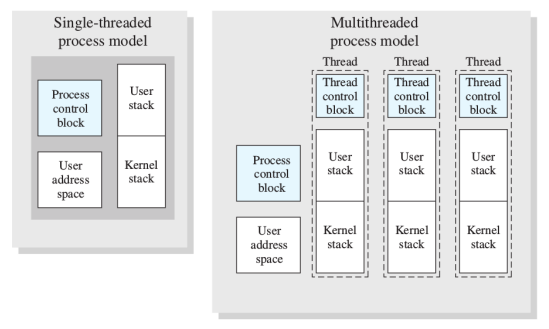 Single-threaded
process model
Process
control
block
User
stack
User
address
space
Kernel
stack
Multithreaded
process model
Thread
Thread
Thread
Thread
control
block
Thread
control
block
Thread
control
block
Process
control
block
User
stack
User
stack
User
stack
User
address
space
Kernel
stack
Kernel
stack
Kernel
stack